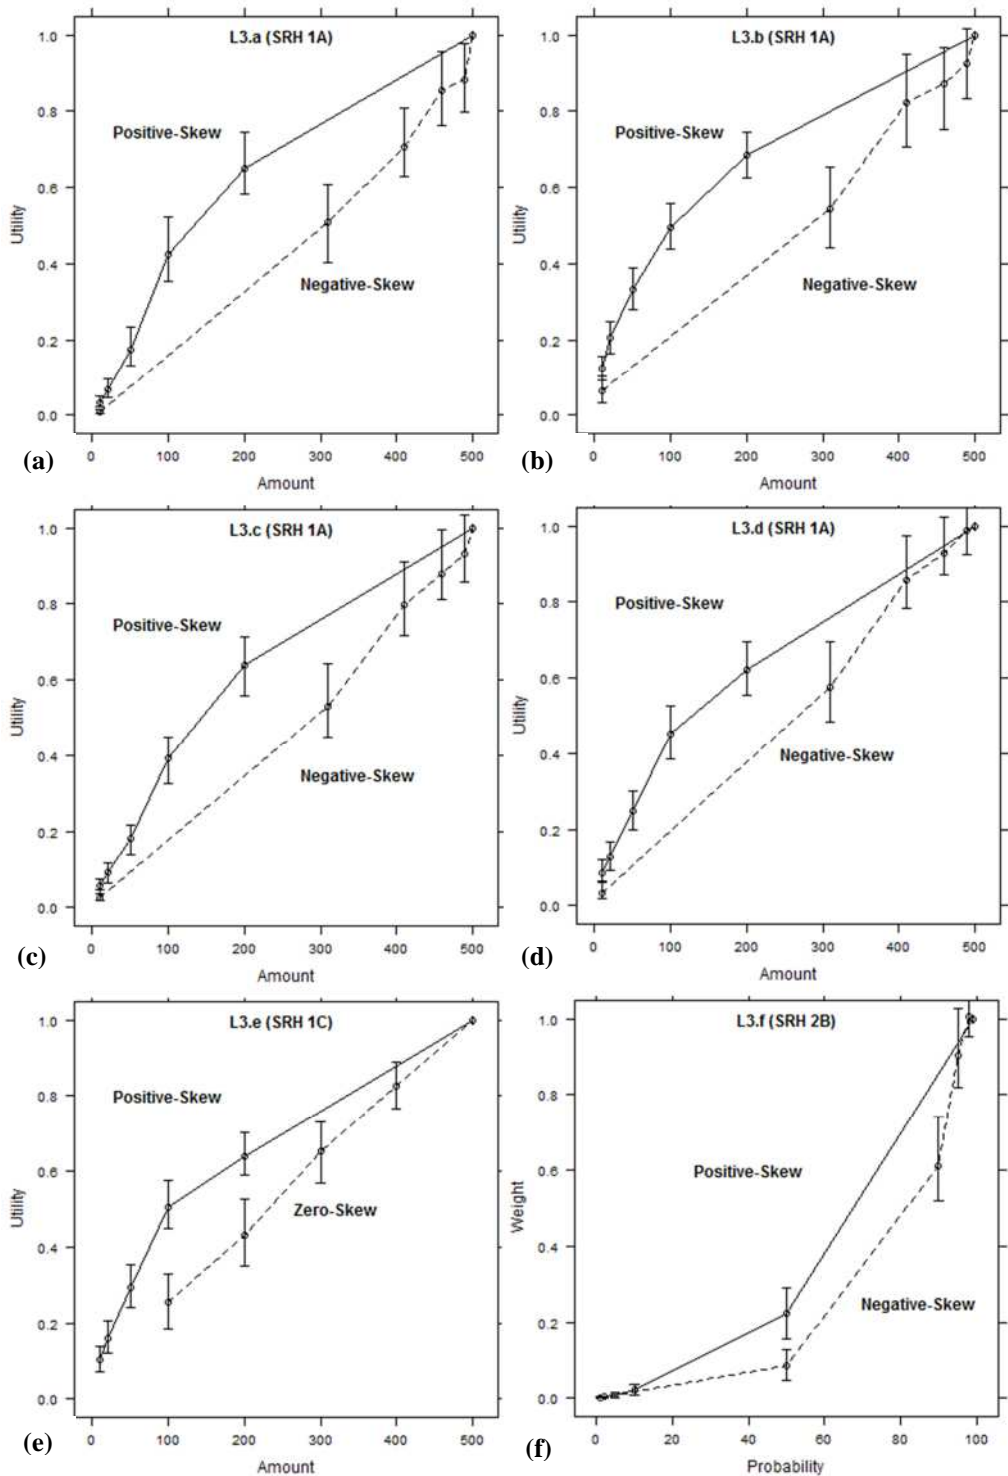 L3.a (SRH 1A)
1.0
0.8
0.6
0.4
0.2
0.0
Utility
Positive-Skew
Negative-Skew
0 100 200 300 400 500
Amount
(a)
L3.b (SRH 1A)
1.0
0.8
0.6
0.4
0.2
0.0
Utility
Positive-Skew
Negative-Skew
0 100 200 300 400 500
Amount
(b)
L3.c (SRH 1A)
1.0
0.8
0.6
0.4
0.2
0.0
Utility
Positive-Skew
Negative-Skew
0 100 200 300 400 500
Amount
(c)
L3.d (SRH 1A)
1.0
0.8
0.6
0.4
0.2
0.0
Utility
Positive-Skew
Negative-Skew
0 100 200 300 400 500
Amount
(d)
L3.e (SRH 1C)
1.0
0.8
0.6
0.4
0.2
0.0
Utility
Positive-Skew
Zero-Skew
0 100 200 300 400 500
Amount
(e)
L3.f (SRH 2B)
1.0
0.8
0.6
0.4
0.2
0.0
Weight
Positive-Skew
Negative-Skew
0 20 40 60 80 100
Probability
(f)